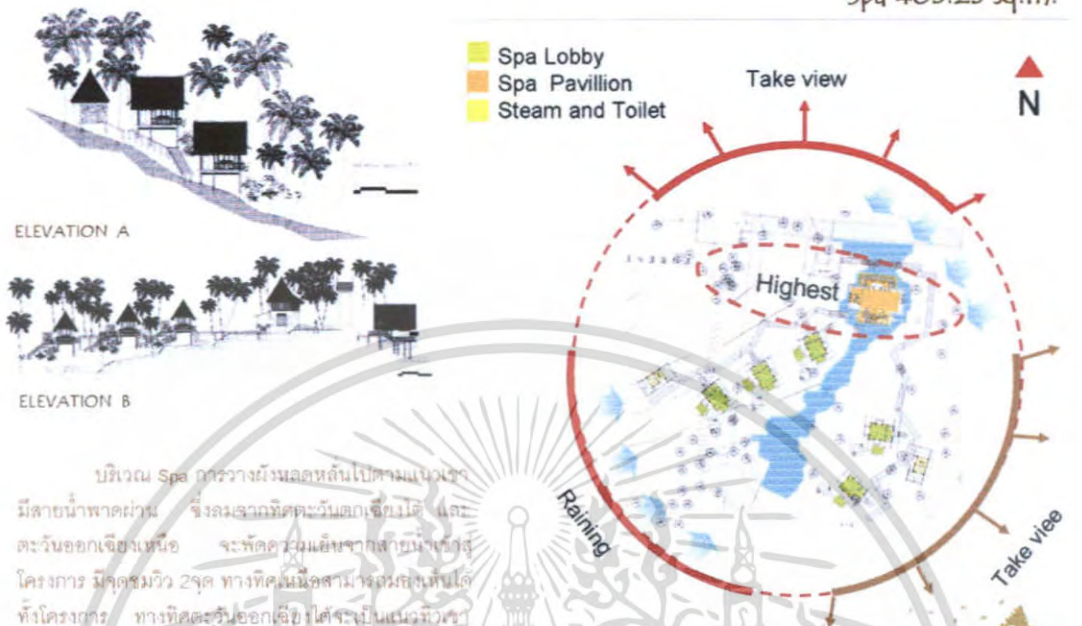 Spa 405.25 sq.m.
Spa Lobby
Spa Pavillion
Steam and Toilet
Take view
N
ELEVATION A
Highest
ELEVATION B
บริเวณ Spa การวางผังหลดหลั่นไปตามแนวเขา
มีสายน้ำพาดผ่าน ซึ่งลมจากทิศตะวันตกเฉียงใต้ และ
ตะวันออกเฉียงเหนือ จะพัดความเย็นจากสายน้ำเข้าสู่
โครงการ มีจุดชมวิว 2จุด ทางทิศเหนือสามารถมองเห็นได้
ทั้งโครงการ ทางทิศตะวันออกเฉียงใต้จะเป็นแนวทิวเขา
Raining
Take viee